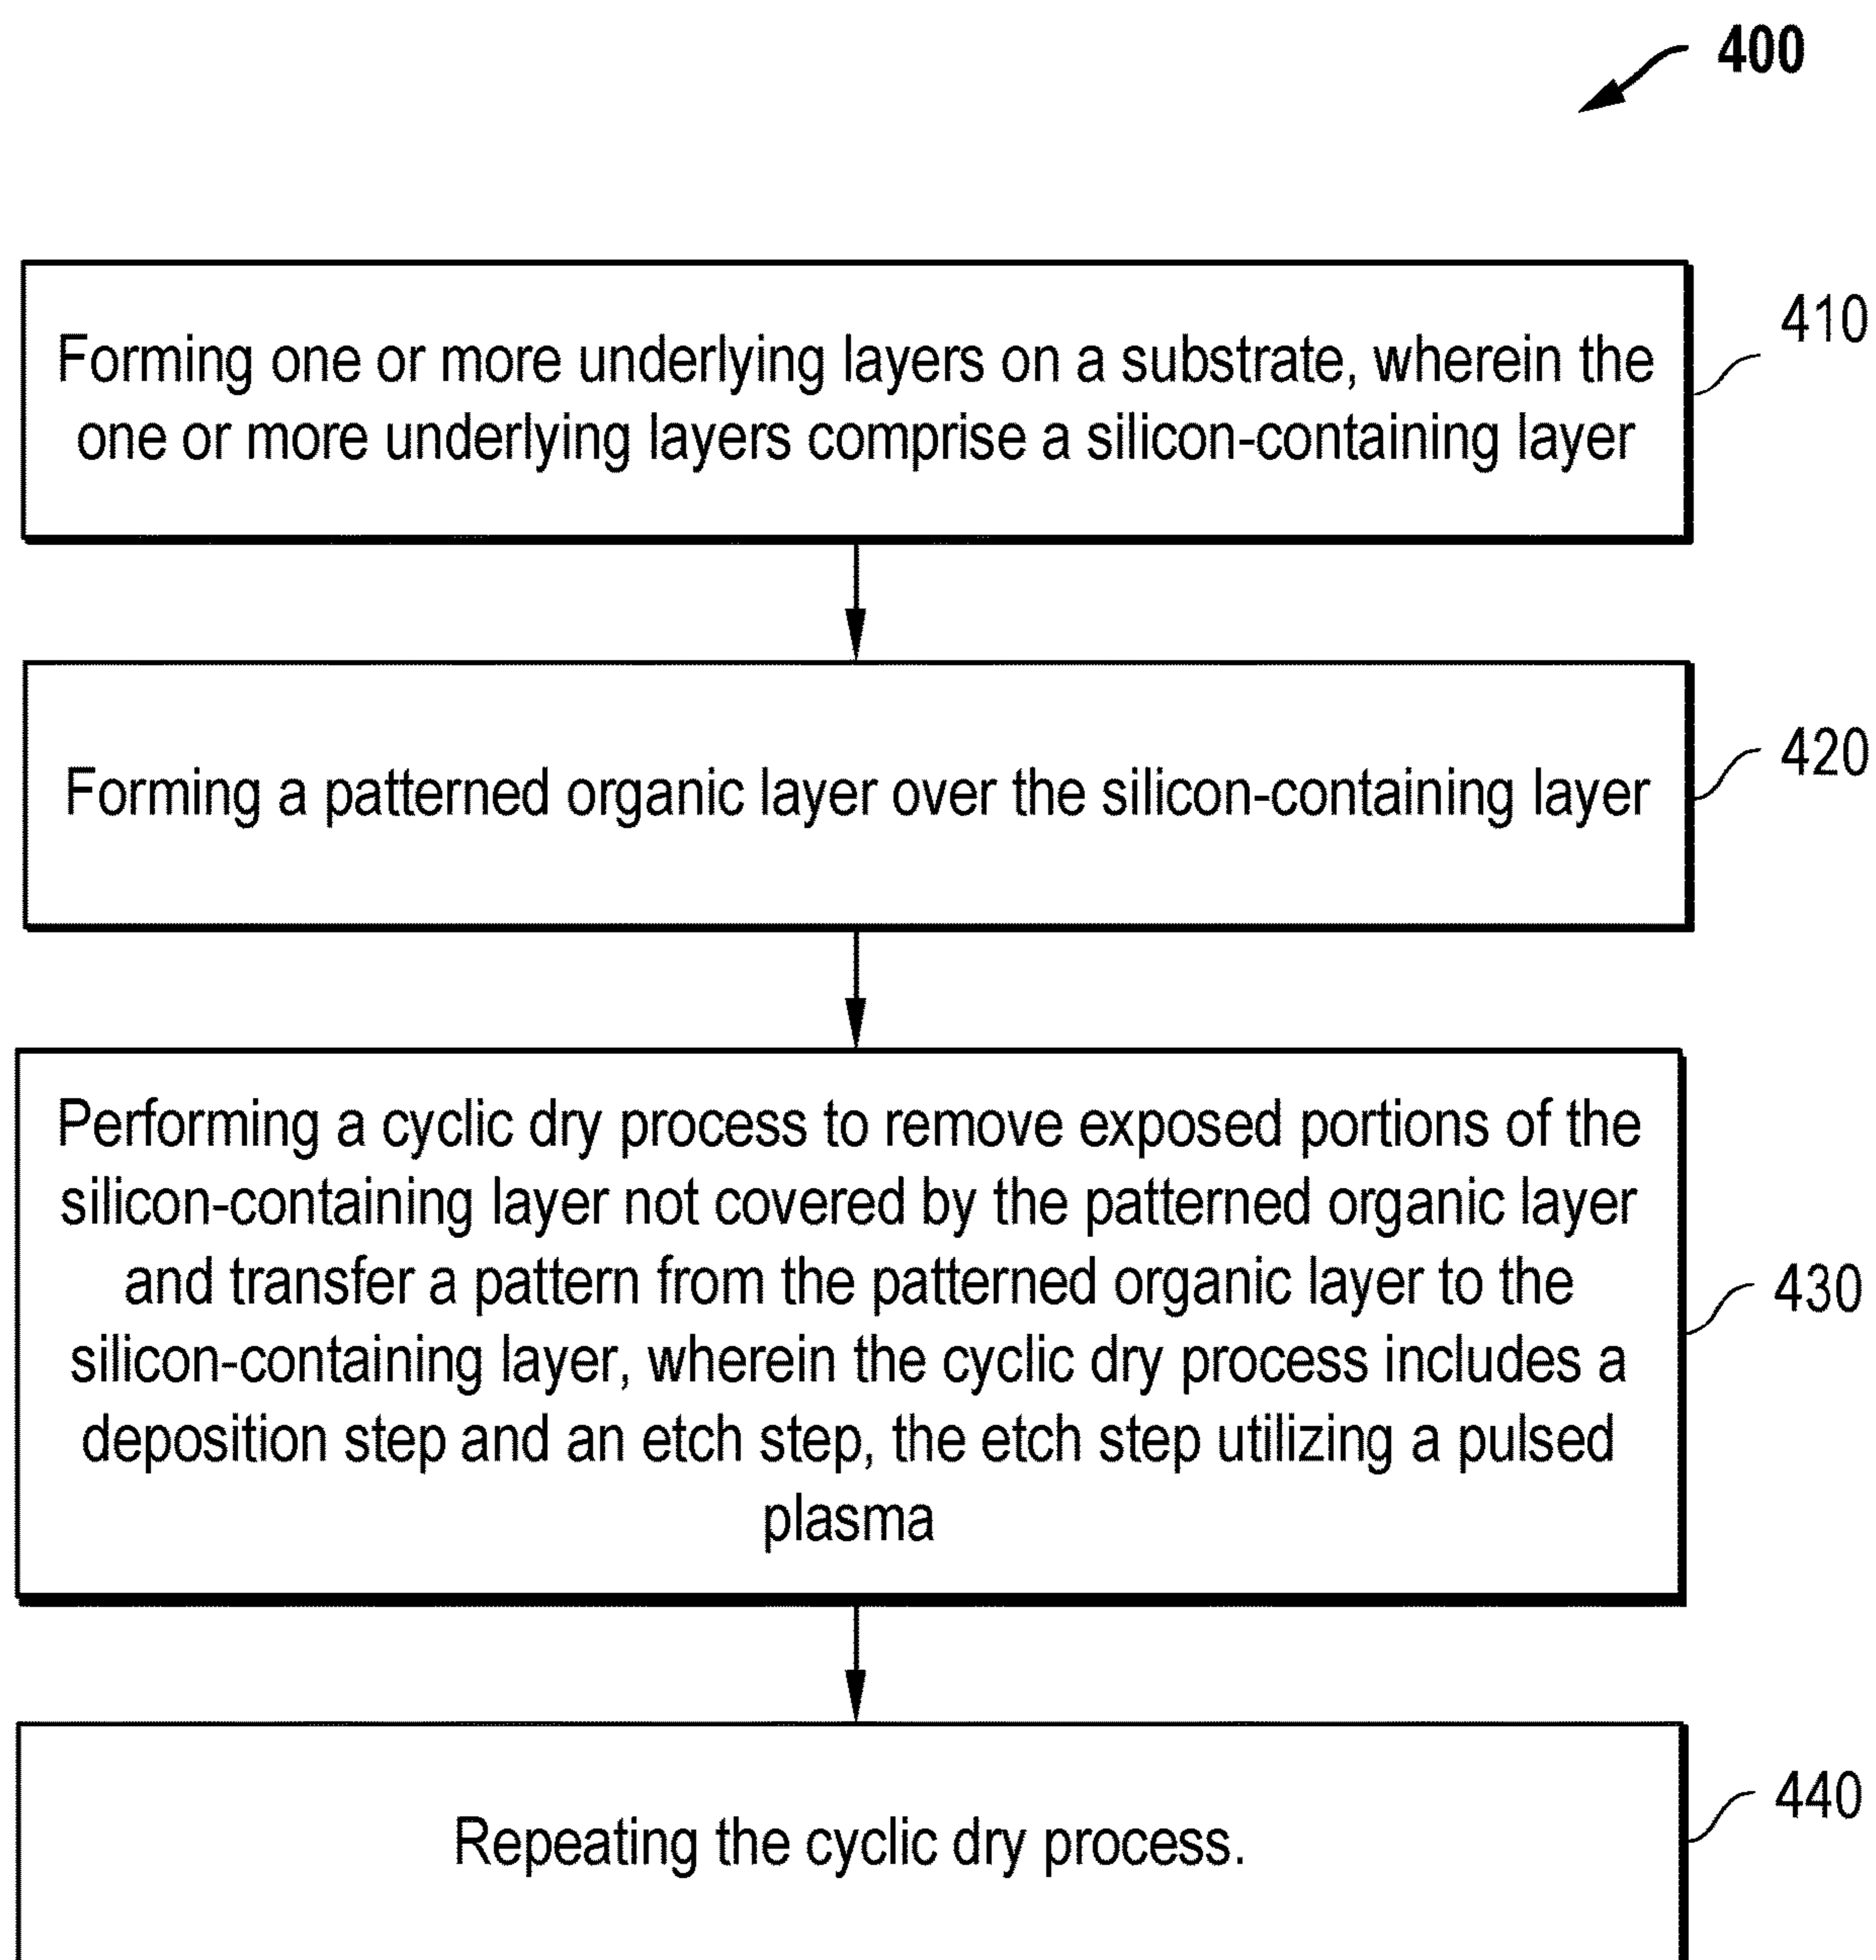 400
Forming one or more underlying layers on a substrate, wherein the
one or more underlying layers comprise a silicon-containing layer
410
Forming a patterned organic layer over the silicon-containing layer
420
Performing a cyclic dry process to remove exposed portions of the
silicon-containing layer not covered by the patterned organic layer
and transfer a pattern from the patterned organic layer to the
silicon-containing layer, wherein the cyclic dry process includes a
deposition step and an etch step, the etch step utilizing a pulsed
plasma
430
Repeating the cyclic dry process.
440